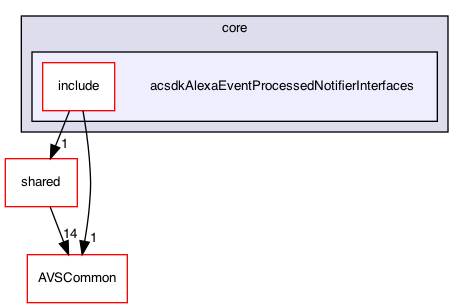 core
include
acsdkAlexaEventProcessedNotifierInterfaces
1
shared
14
1
AVSCommon